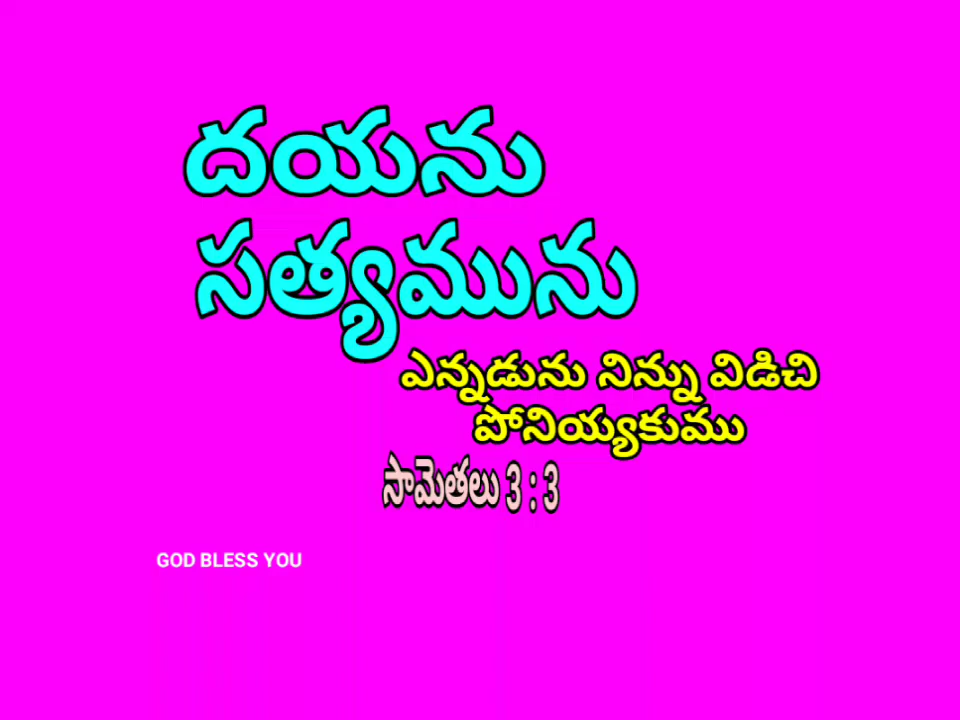 దయను
సత్యమును
ఎన్నడును నిన్ను విడిచి
పోనియ్యకుము
సామెతలు 3 : 3
GOD BLESS YOU